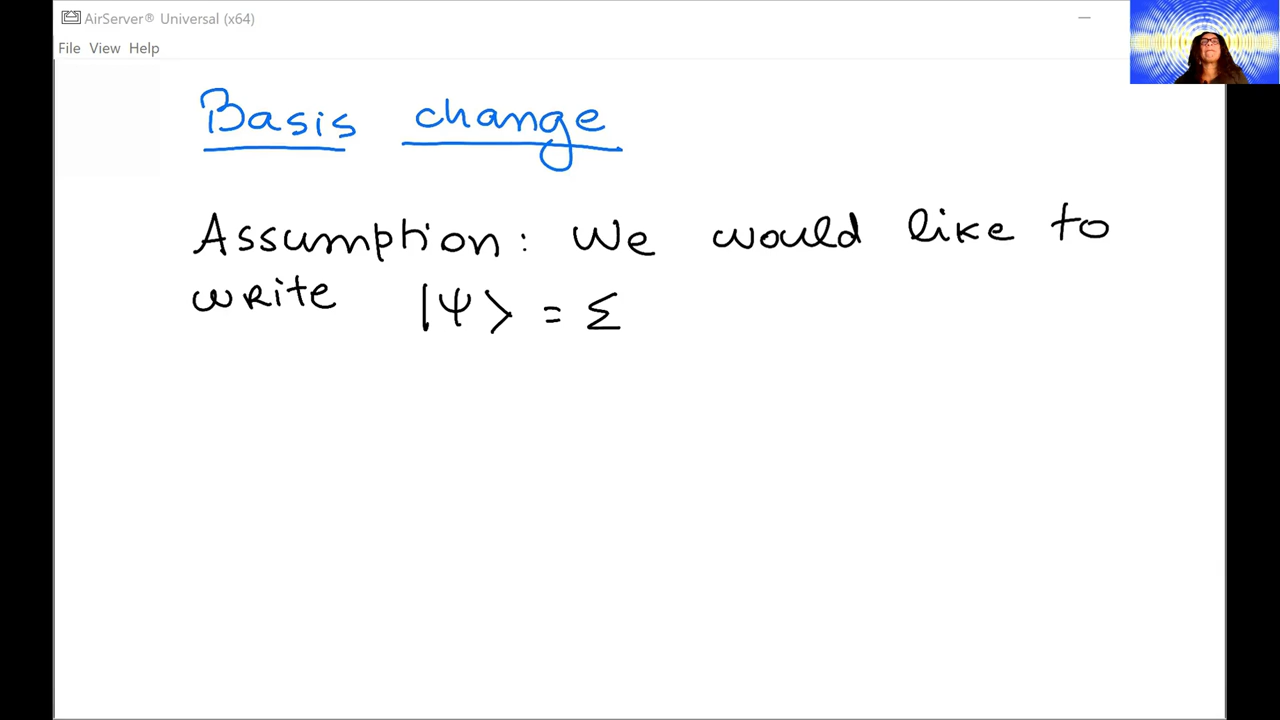 AirServer® Universal (x64)
File View Help
Basis change
Assumption: We would like to
write |ψ> = Σ